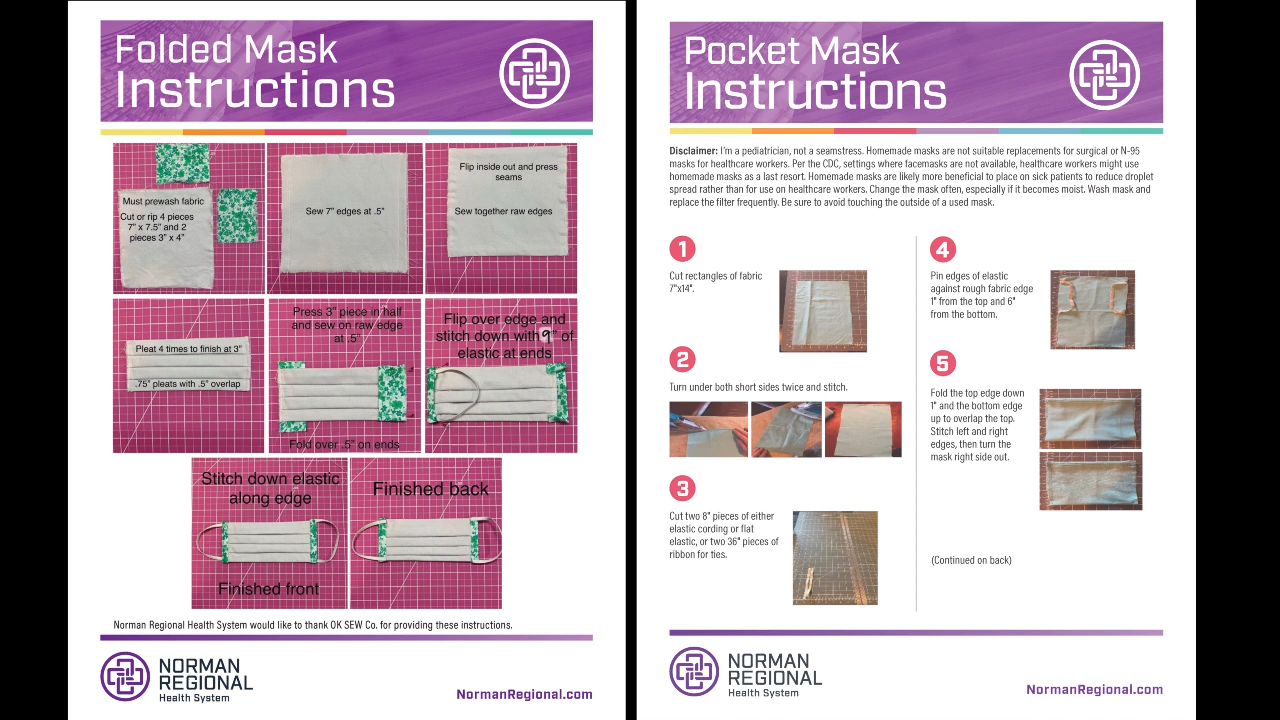 Folded Mask
Instructions
Must prewash fabric
Cut or rip 4 pieces
7" x 7.5" and 2
pieces 3" x 4"
Sew 7" edges at .5"
Flip inside out and press
seams
Sew together raw edges
Pleat 4 times to finish at 3"
.75" pleats with .5" overlap
Press 3" piece in half
and sew on raw edge
at .5"
Fold over .5" on ends
Flip over edge and
stitch down with 9" of
elastic at ends
Stitch down elastic
along edge
Finished front
Finished back
Norman Regional Health System would like to thank OK SEW Co. for providing these instructions.
NORMAN
REGIONAL
Health System
NormanRegional.com
Pocket Mask
Instructions
Disclaimer: I'm a pediatrician, not a seamstress. Homemade masks are not suitable replacements for surgical or N-95
masks for healthcare workers. Per the CDC, settings where facemasks are not available, healthcare workers might use
homemade masks as a last resort. Homemade masks are likely more beneficial to place on sick patients to reduce droplet
spread rather than for use on healthcare workers. Change the mask often, especially if it becomes moist. Wash mask and
replace the filter frequently. Be sure to avoid touching the outside of a used mask.
1
Cut rectangles of fabric
7"x14".
2
Turn under both short sides twice and stitch.
3
Cut two 8" pieces of either
elastic cording or flat
elastic, or two 36" pieces of
ribbon for ties.
4
Pin edges of elastic
against rough fabric edge
1" from the top and 6"
from the bottom.
5
Fold the top edge down
1" and the bottom edge
up to overlap the top.
Stitch left and right
edges, then turn the
mask right side out.
(Continued on back)
NORMAN
REGIONAL
Health System
NormanRegional.com